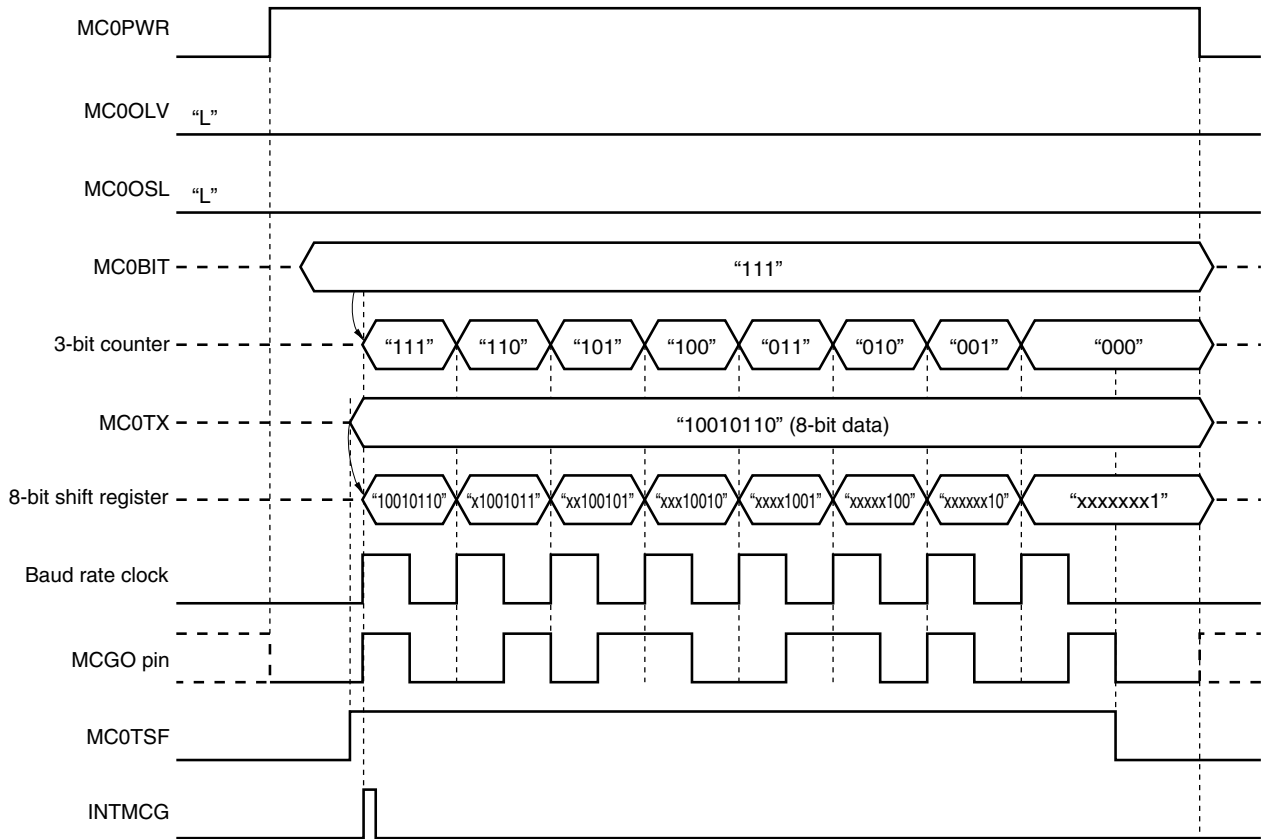 MC0PWR
MC0OLV “L”
MC0OSL “L”
MC0BIT “111”
3-bit counter “111” “110” “101” “100” “011” “010” “001” “000”
MC0TX “10010110” (8-bit data)
8-bit shift register “10010110” “x1001011” “xx100101” “xxx10010” “xxxx1001” “xxxxx100” “xxxxxx10” “xxxxxxx1”
Baud rate clock
MCGO pin
MC0TSF
INTMCG